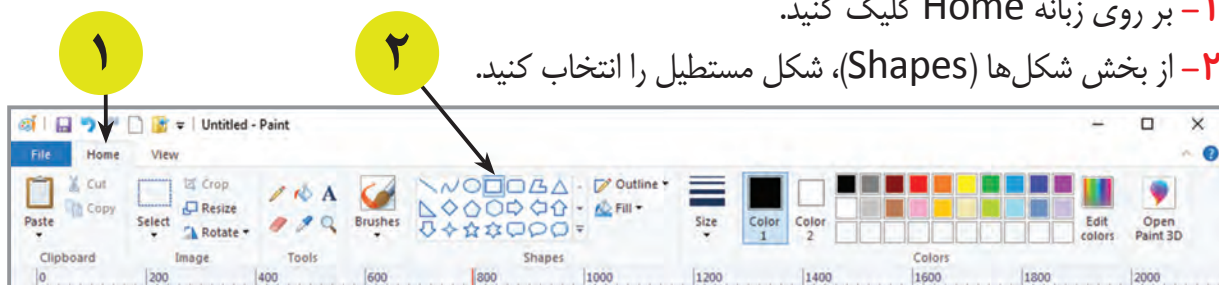 ۱- بر روی زبانه Home کلیک کنید.
۲- از بخش شکل‌ها (Shapes)، شکل مستطیل را انتخاب کنید.
۱
۲
Untitled - Paint
File Home View
Cut
Copy
Paste
Clipboard
Select
Crop
Resize
Rotate
Image
A
Tools
Brushes
Outline
Fill
Shapes
Size
Color 1
Color 2
Edit colors
Colors
Open Paint 3D
0 200 400 600 800 1000 1200 1400 1600 1800 2000